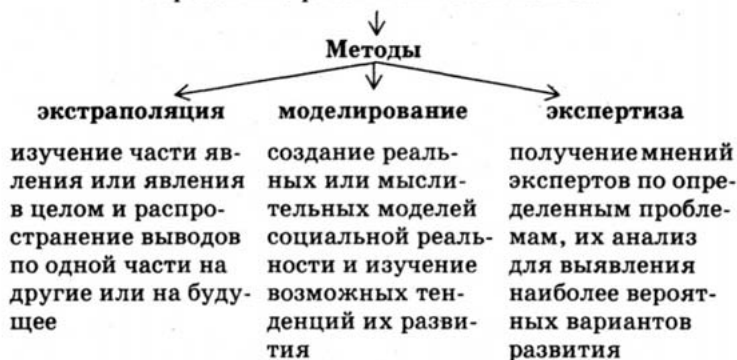 Методы
экстраполяция
изучение части яв-
ления или явления
в целом и распро-
странение выводов
по одной части на
другие или на буду-
щее
моделирование
создание реаль-
ных или мысли-
тельных моделей
социальной реаль-
ности и изучение
возможных тен-
денций их разви-
тия
экспертиза
получение мнений
экспертов по опре-
деленным пробле-
мам, их анализ
для выявления
наиболее вероят-
ных вариантов
развития